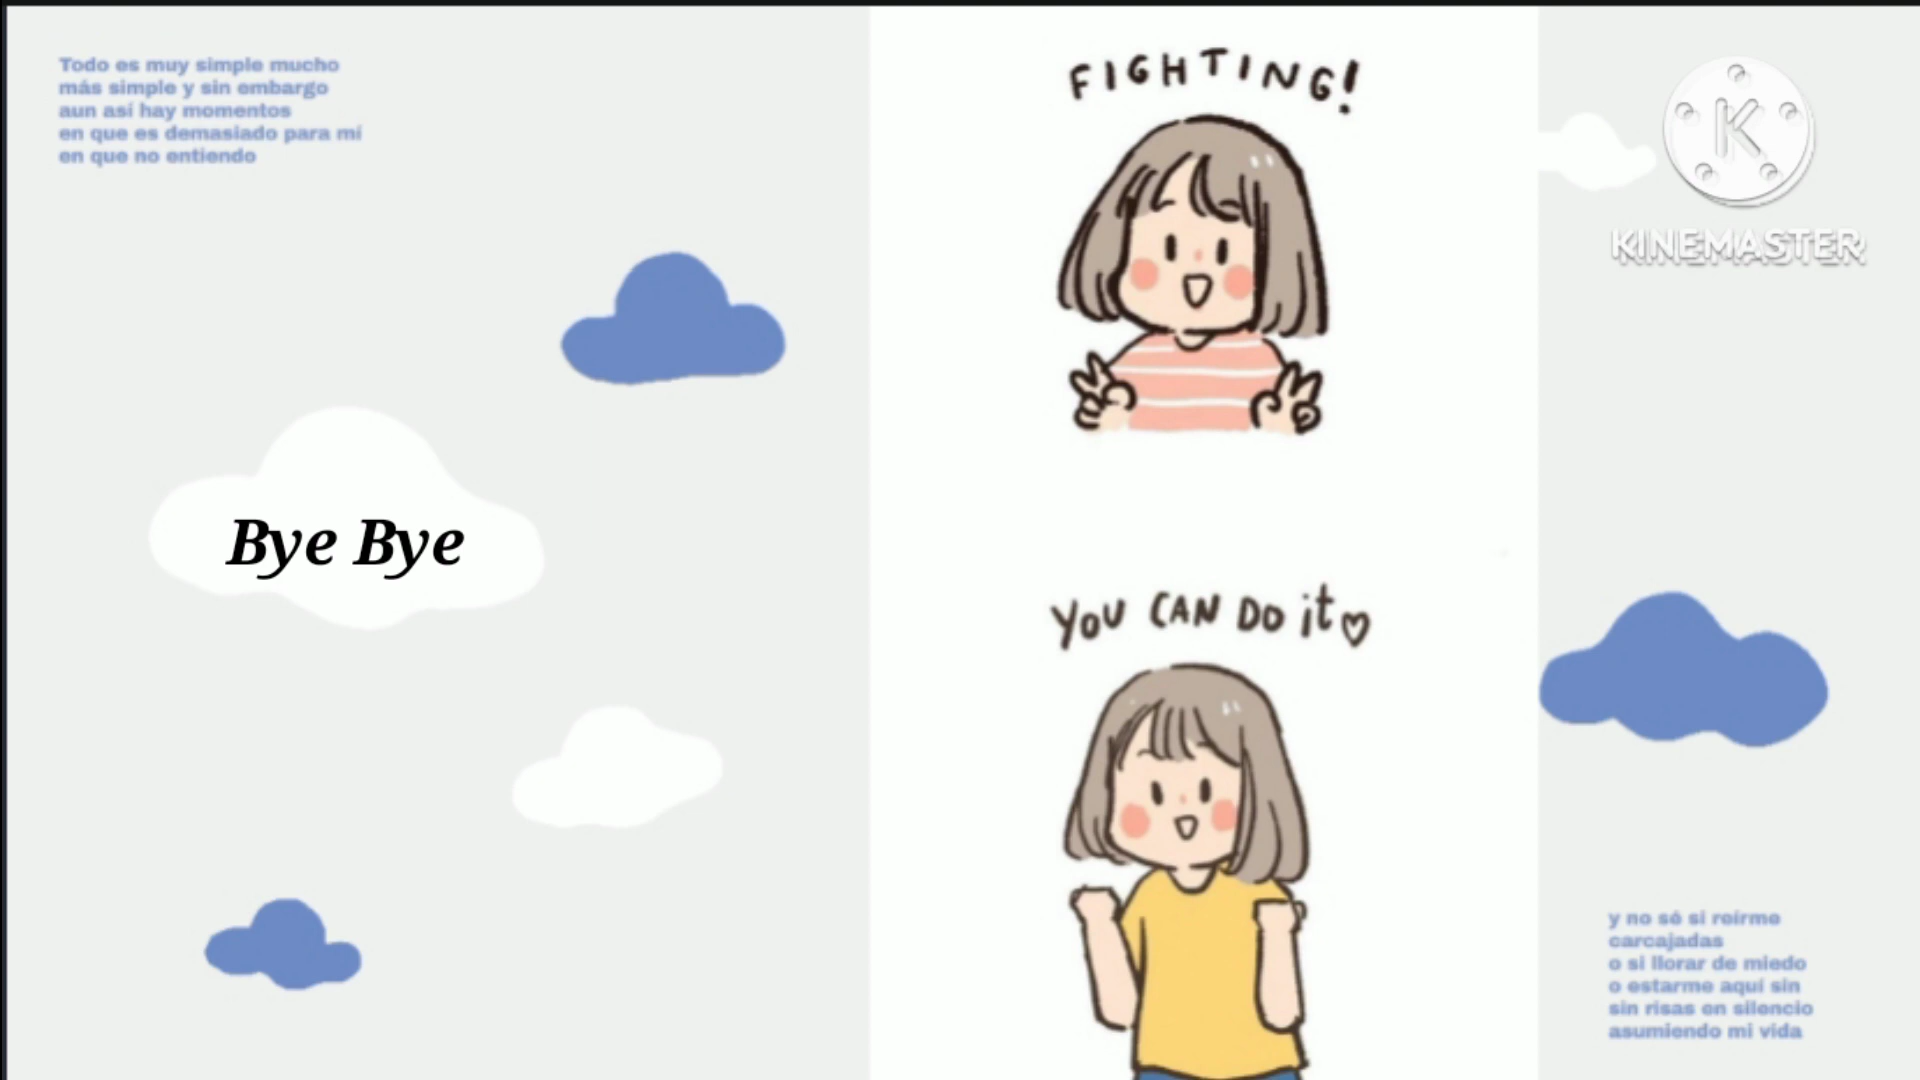 Todo es muy simple mucho
más simple y sin embargo
aun así hay momentos
en que es demasiado para mí
en que no entiendo
Bye Bye
FIGHTING!
YOU CAN DO it♡
K
KINEMASTER
y no sé si reírme
carcajadas
o si llorar de miedo
o estarme aquí sin
sin risas en silencio
asumiendo mi vida